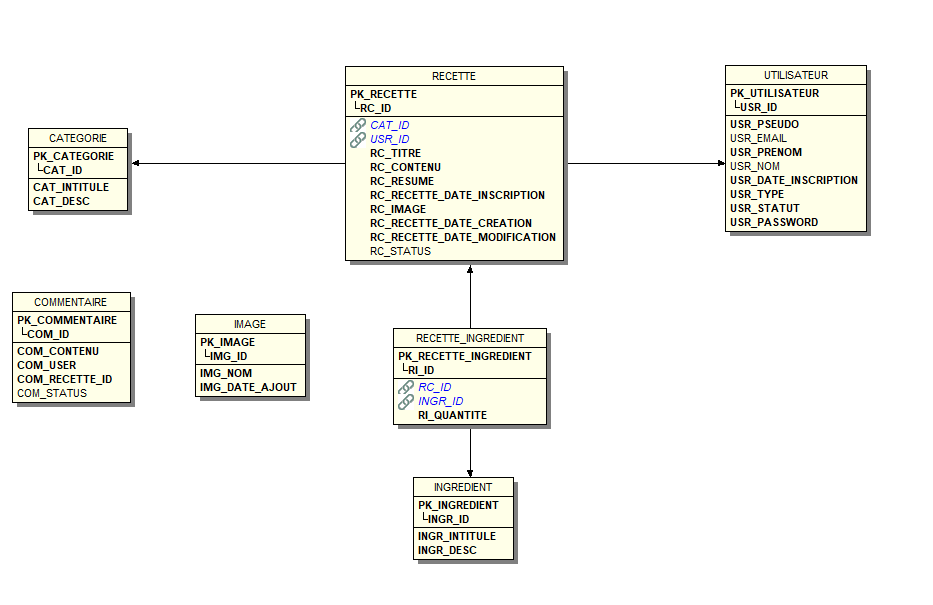 RECETTE
PK_RECETTE
RC_ID
CAT_ID
USR_ID
RC_TITRE
RC_CONTENU
RC_RESUME
RC_RECETTE_DATE_INSCRIPTION
RC_IMAGE
RC_RECETTE_DATE_CREATION
RC_RECETTE_DATE_MODIFICATION
RC_STATUS
UTILISATEUR
PK_UTILISATEUR
USR_ID
USR_PSEUDO
USR_EMAIL
USR_PRENOM
USR_NOM
USR_DATE_INSCRIPTION
USR_TYPE
USR_STATUT
USR_PASSWORD
CATEGORIE
PK_CATEGORIE
CAT_ID
CAT_INTITULE
CAT_DESC
COMMENTAIRE
PK_COMMENTAIRE
COM_ID
COM_CONTENU
COM_USER
COM_RECETTE_ID
COM_STATUS
IMAGE
PK_IMAGE
IMG_ID
IMG_NOM
IMG_DATE_AJOUT
RECETTE_INGREDIENT
PK_RECETTE_INGREDIENT
RI_ID
RC_ID
INGR_ID
RI_QUANTITE
INGREDIENT
PK_INGREDIENT
INGR_ID
INGR_INTITULE
INGR_DESC